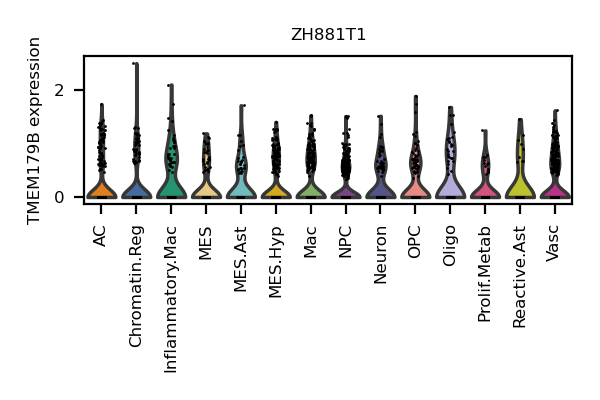 ZH881T1
TMEM179B expression
2
0
AC
Chromatin.Reg
Inflammatory.Mac
MES
MES.Ast
MES.Hyp
Mac
NPC
Neuron
OPC
Oligo
Prolif.Metab
Reactive.Ast
Vasc